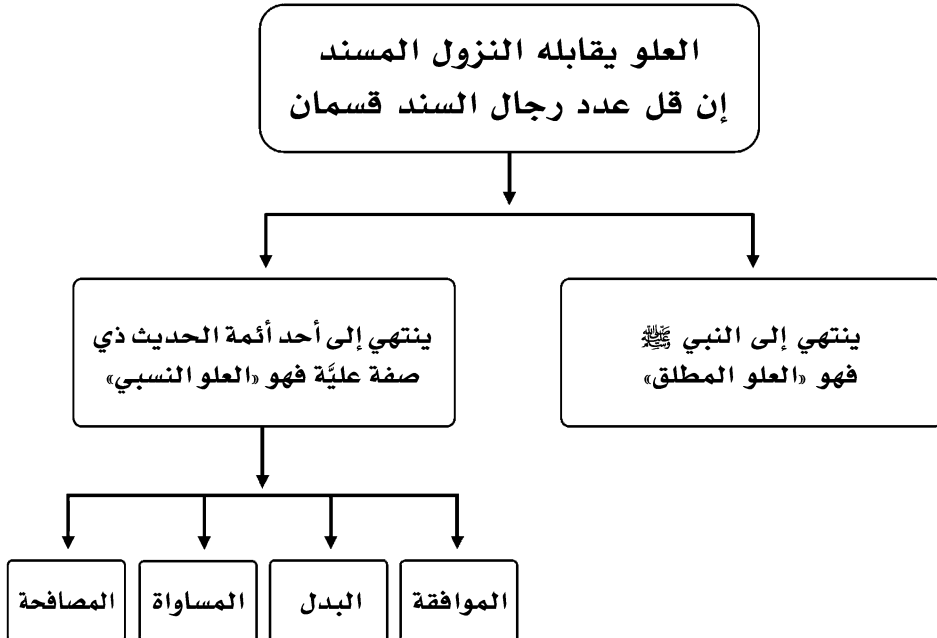 العلو يقابله النزول المسند
إن قل عدد رجال السند قسمان
ينتهي إلى النبي ﷺ
فهو «العلو المطلق»
ينتهي إلى أحد أئمة الحديث ذي
صفة عليَّة فهو «العلو النسبي»
الموافقة
البدل
المساواة
المصافحة